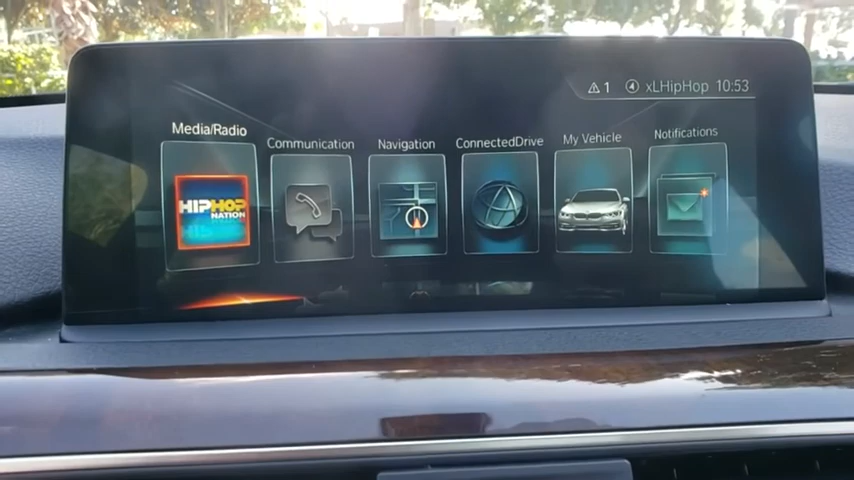 1 4 xLHipHop 10:53
Media/Radio
Communication
Navigation
ConnectedDrive
My Vehicle
Notifications
HIPHOP
NATION